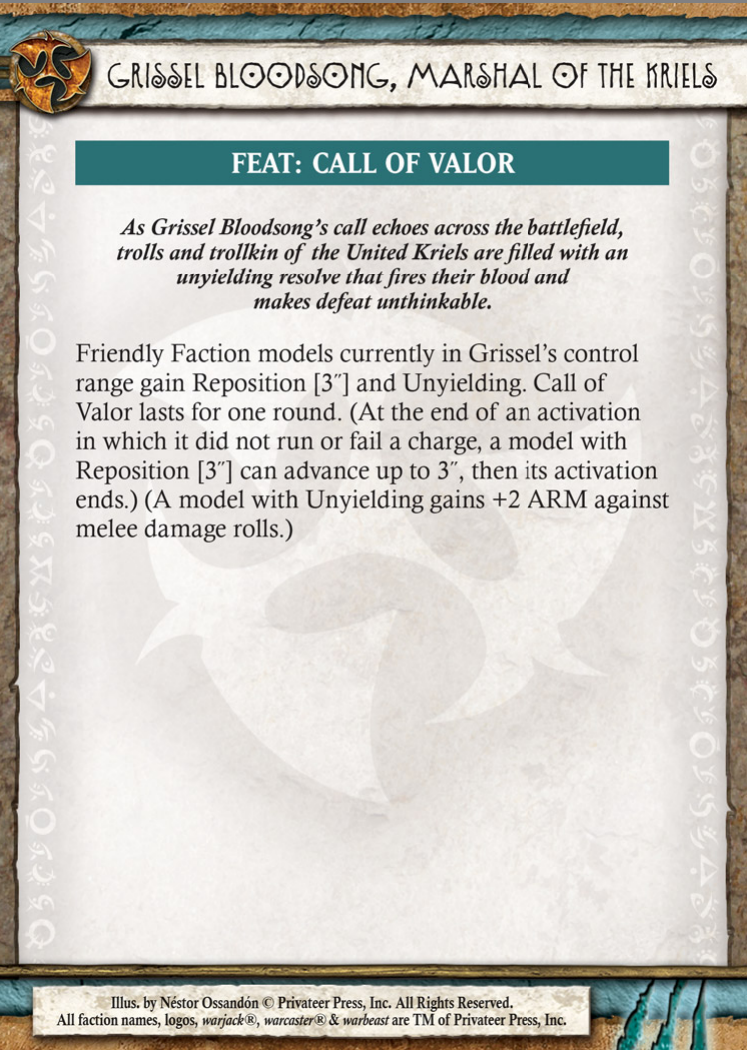 GRISSEL BLOODSONG, MARSHAL OF THE KRIELS
FEAT: CALL OF VALOR
As Grissel Bloodsong's call echoes across the battlefield,
trolls and trollkin of the United Kriels are filled with an
unyielding resolve that fires their blood and
makes defeat unthinkable.
Friendly Faction models currently in Grissel's control
range gain Reposition [3″] and Unyielding. Call of
Valor lasts for one round. (At the end of an activation
in which it did not run or fail a charge, a model with
Reposition [3″] can advance up to 3″, then its activation
ends.) (A model with Unyielding gains +2 ARM against
melee damage rolls.)
Illus. by Néstor Ossandón © Privateer Press, Inc. All Rights Reserved.
All faction names, logos, warjack®, warcaster® & warbeast are TM of Privateer Press, Inc.